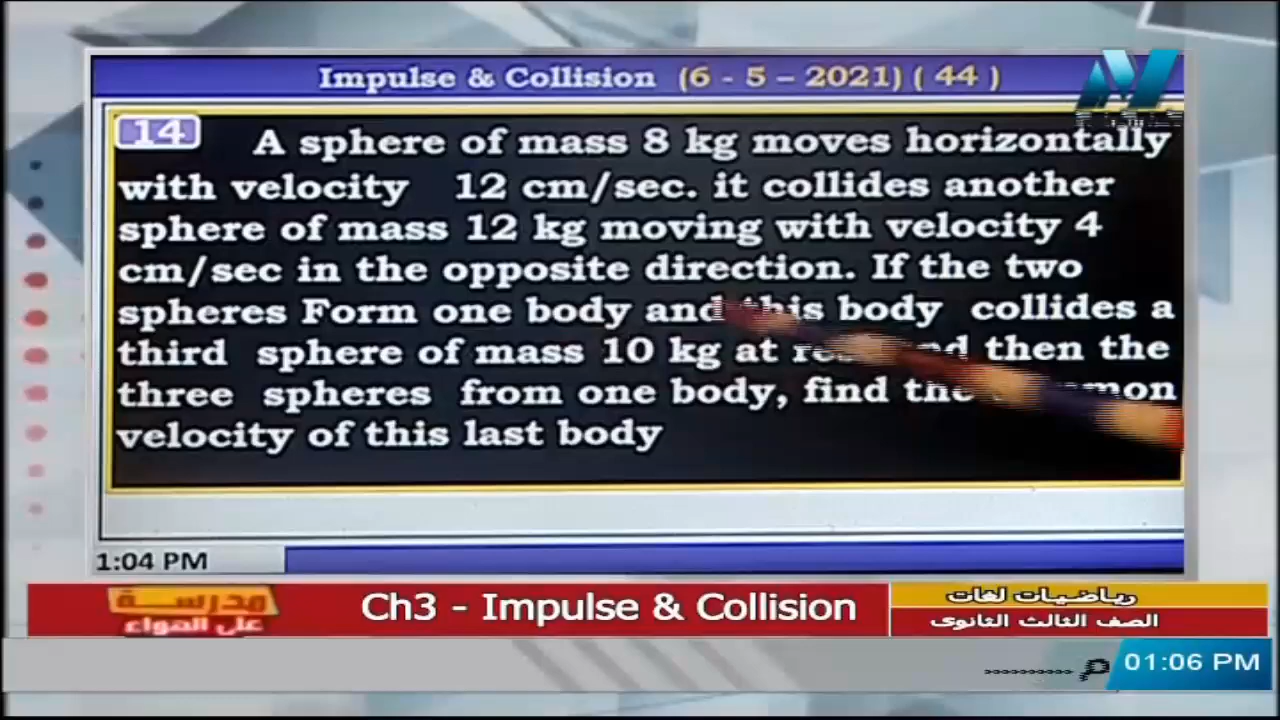 Impulse & Collision (6 - 5 – 2021) ( 44 )
14
A sphere of mass 8 kg moves horizontally
with velocity 12 cm/sec. it collides another
sphere of mass 12 kg moving with velocity 4
cm/sec in the opposite direction. If the two
spheres Form one body and this body collides a
third sphere of mass 10 kg at then the
three spheres from one body, find the
velocity of this last body
1:04 PM
مدرسة
على الهواء
Ch3 - Impulse & Collision
رياضيات لغات
الصف الثالث الثانوى
01:06 PM